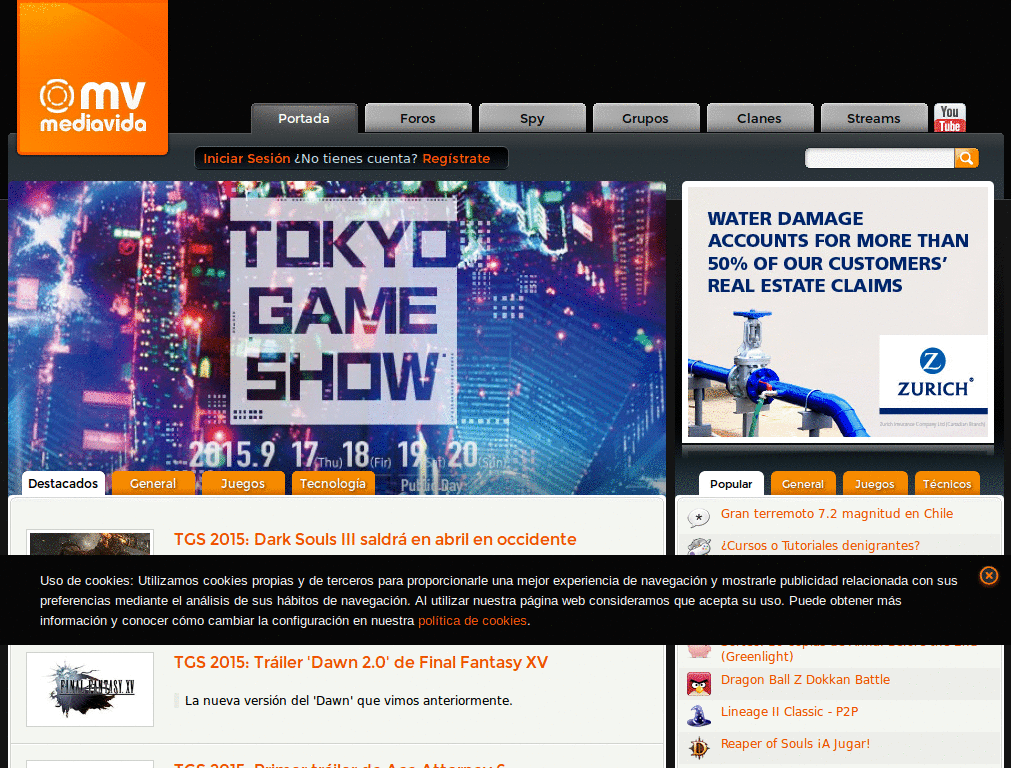 mv
mediavida
Portada
Foros
Spy
Grupos
Clanes
Streams
You
Tube
Iniciar Sesión ¿No tienes cuenta? Regístrate
TOKYO
GAME
SHOW
2015.9 17(Thu) 18(Fir) 19(Sat) 20(Sun)
Public Day
WATER DAMAGE
ACCOUNTS FOR MORE THAN
50% OF OUR CUSTOMERS'
REAL ESTATE CLAIMS
ZURICH®
Zurich Insurance Company Ltd (Canadian Branch)
Destacados
General
Juegos
Tecnología
Popular
General
Juegos
Técnicos
TGS 2015: Dark Souls III saldrá en abril en occidente
Gran terremoto 7.2 magnitud en Chile
¿Cursos o Tutoriales denigrantes?
Uso de cookies: Utilizamos cookies propias y de terceros para proporcionarle una mejor experiencia de navegación y mostrarle publicidad relacionada con sus
preferencias mediante el análisis de sus hábitos de navegación. Al utilizar nuestra página web consideramos que acepta su uso. Puede obtener más
información y conocer cómo cambiar la configuración en nuestra política de cookies.
FINAL FANTASY XV
TGS 2015: Tráiler 'Dawn 2.0' de Final Fantasy XV
La nueva versión del 'Dawn' que vimos anteriormente.
(Greenlight)
Dragon Ball Z Dokkan Battle
Lineage II Classic - P2P
Reaper of Souls ¡A Jugar!
TGS 2015: Primer tráiler de Ace Attorney 6